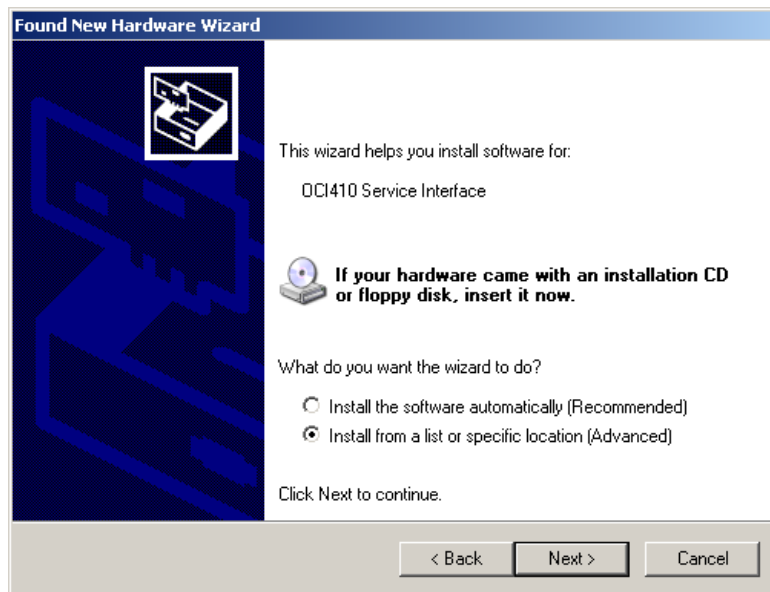 Found New Hardware Wizard
This wizard helps you install software for:
OCI410 Service Interface
If your hardware came with an installation CD
or floppy disk, insert it now.
What do you want the wizard to do?
Install the software automatically (Recommended)
Install from a list or specific location (Advanced)
Click Next to continue.
< Back
Next >
Cancel